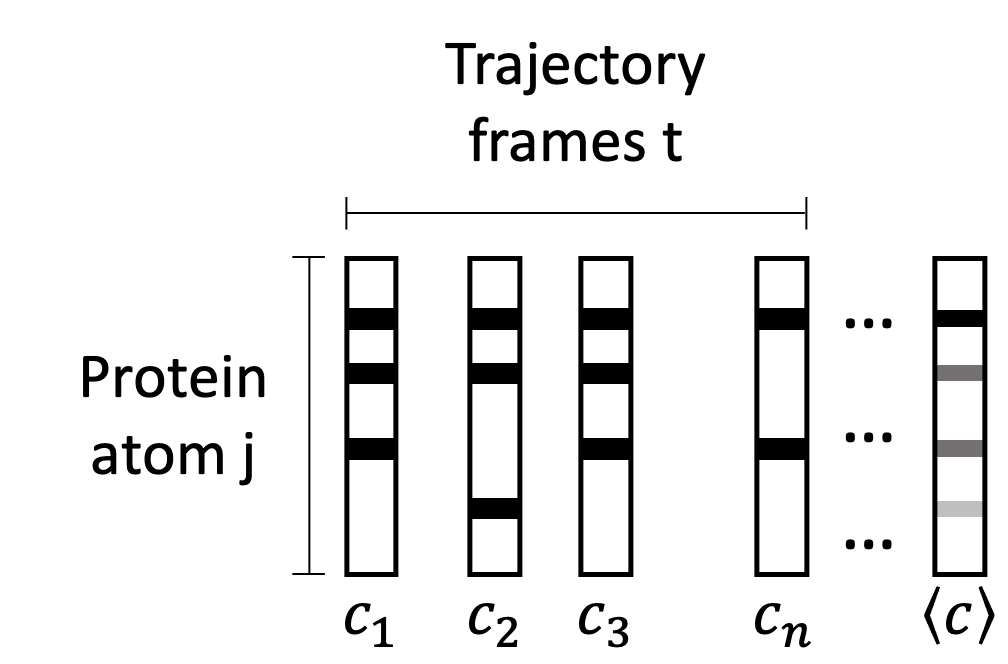 Trajectory
frames t
Protein
atom j
...
...
...
c₁ c₂ c₃ cₙ ⟨c⟩